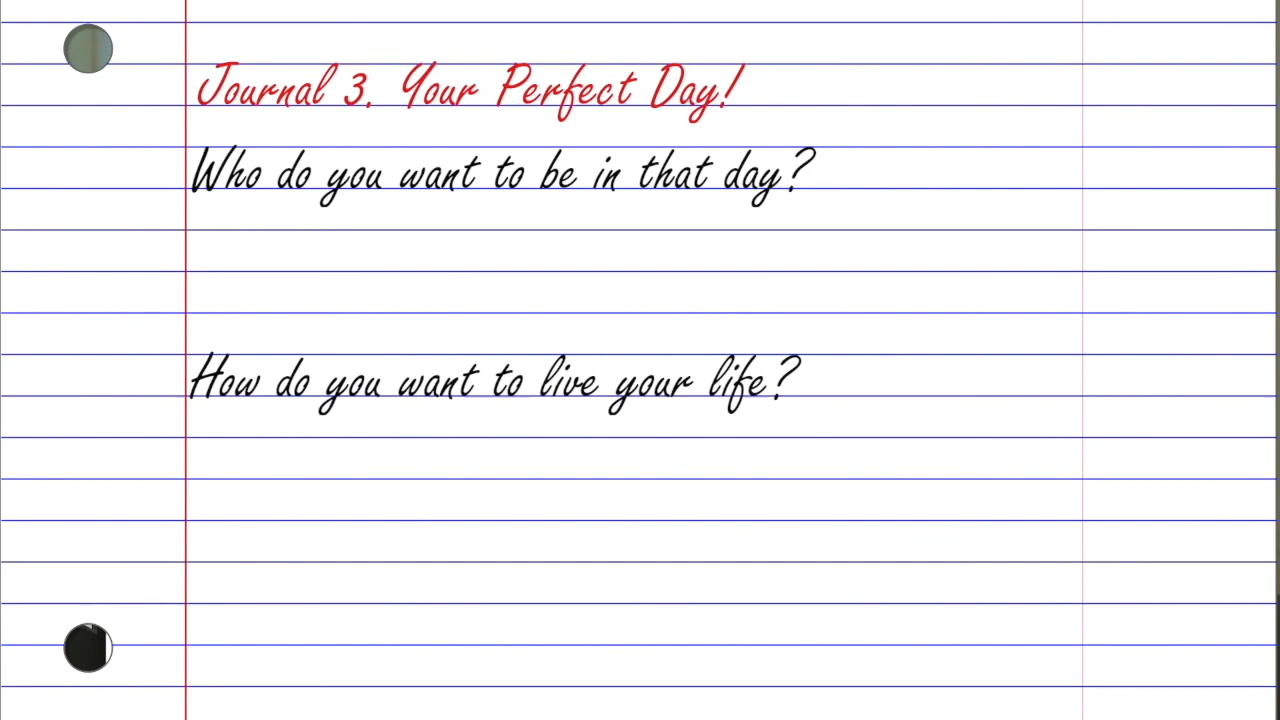 Journal 3. Your Perfect Day!
Who do you want to be in that day?
How do you want to live your life?